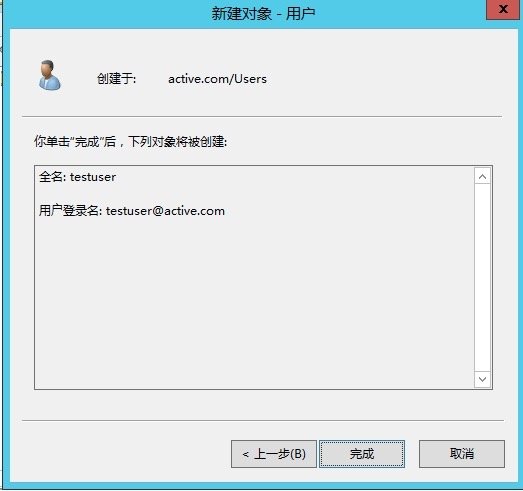 新建对象 - 用户
x
创建于: active.com/Users
你单击“完成”后，下列对象将被创建:
全名: testuser
用户登录名: testuser@active.com
< 上一步(B) 完成 取消